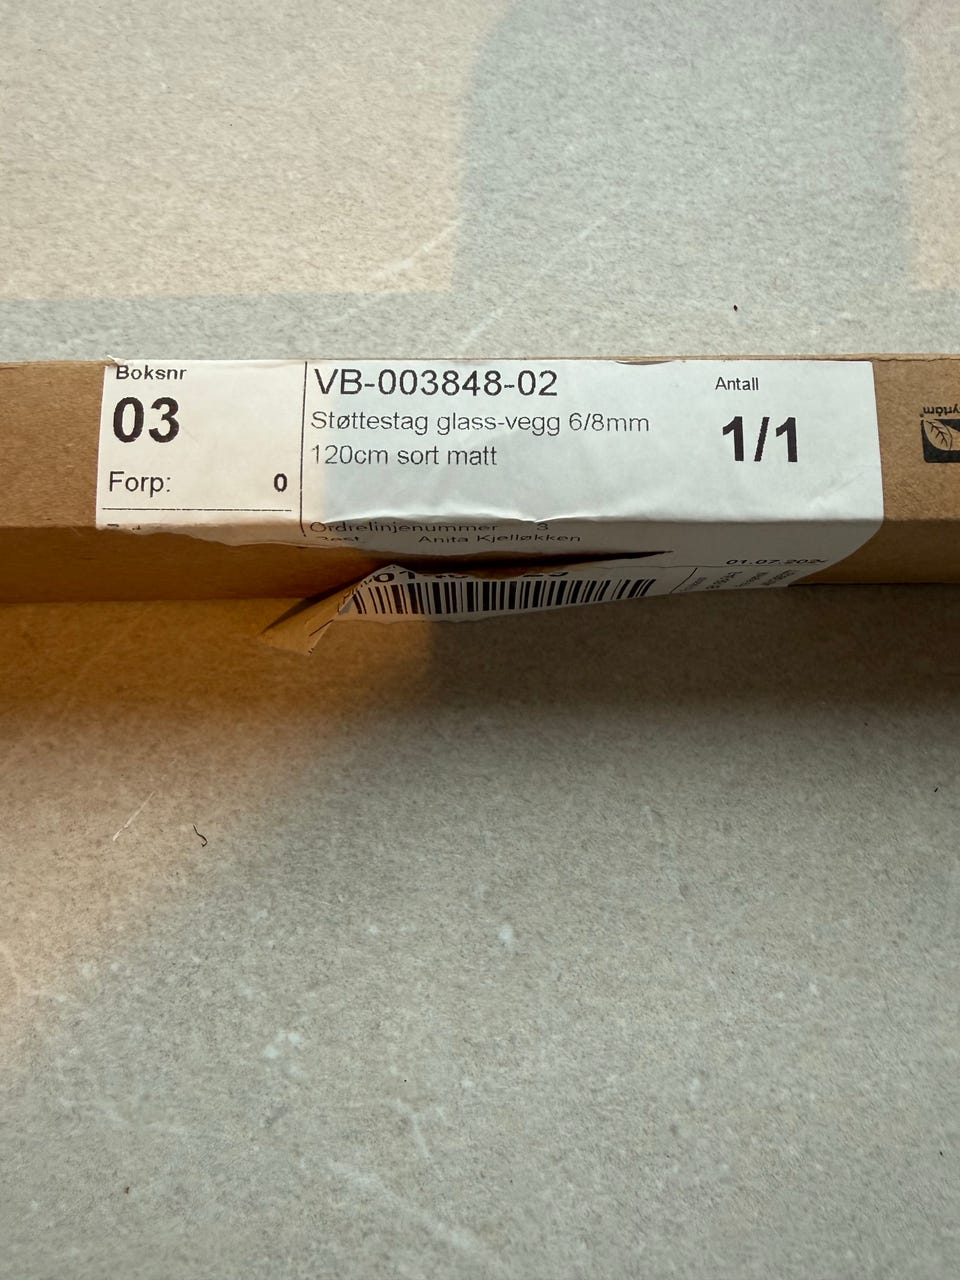 Boksnr
03
Forp: 0
VB-003848-02
Støttestag glass-vegg 6/8mm
120cm sort matt
Antall
1/1
Ordrelinjenummer 3
Anita Kjelløkken